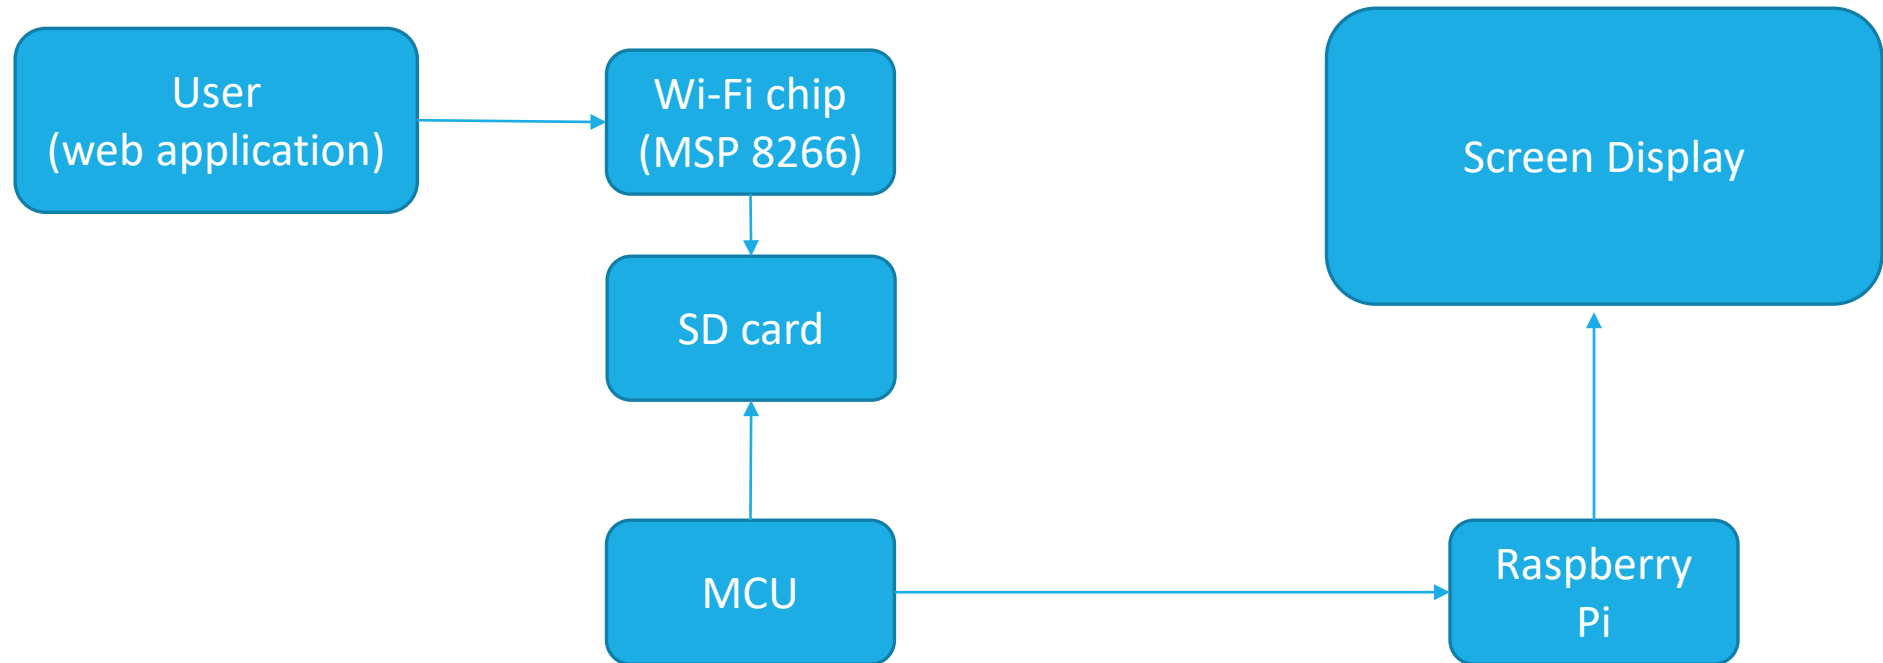 User
(web application)
Wi-Fi chip
(MSP 8266)
Screen Display
SD card
MCU
Raspberry
Pi